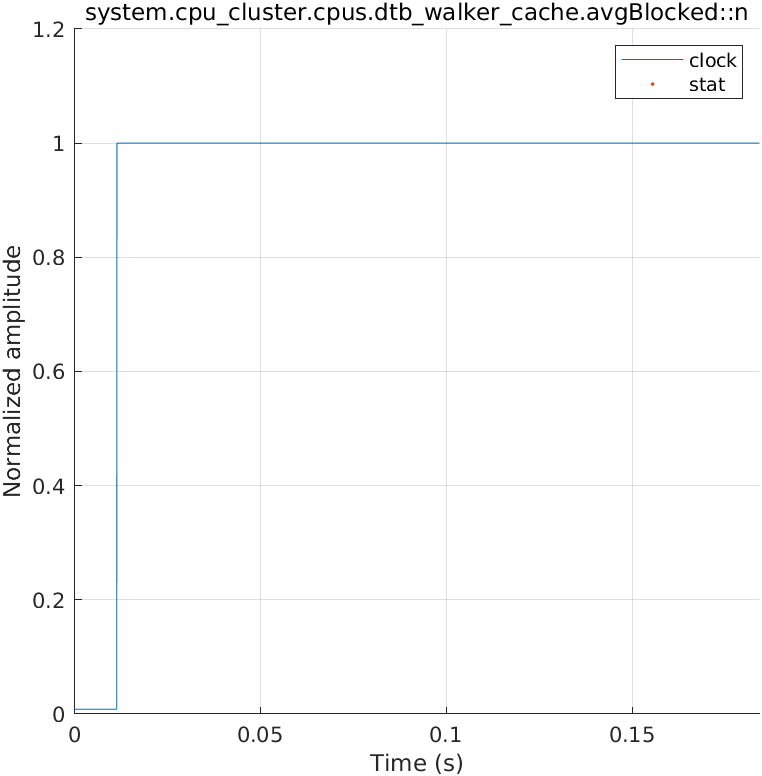 system.cpu_cluster.cpus.dtb_walker_cache.avgBlocked::n
clock
stat
1.2
1
0.8
0.6
0.4
0.2
0
Normalized amplitude
0
0.05
0.1
0.15
Time (s)